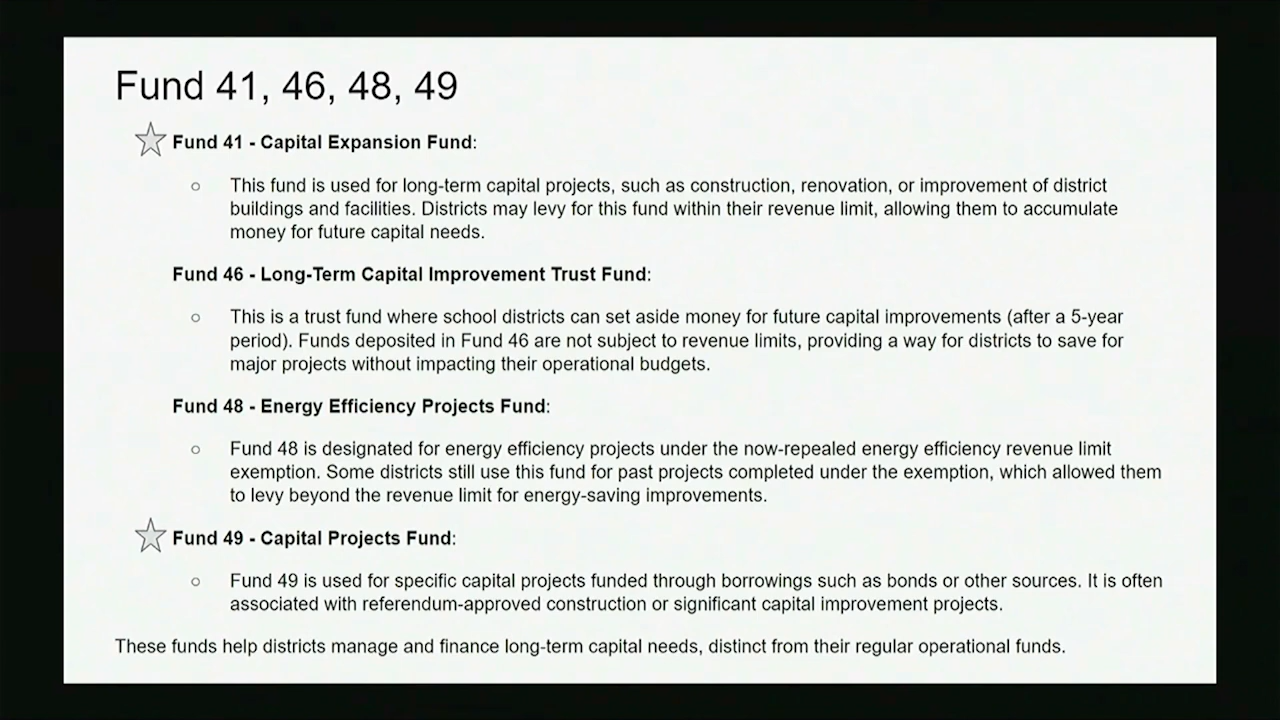 Fund 41, 46, 48, 49
Fund 41 - Capital Expansion Fund:
○ This fund is used for long-term capital projects, such as construction, renovation, or improvement of district
buildings and facilities. Districts may levy for this fund within their revenue limit, allowing them to accumulate
money for future capital needs.
Fund 46 - Long-Term Capital Improvement Trust Fund:
○ This is a trust fund where school districts can set aside money for future capital improvements (after a 5-year
period). Funds deposited in Fund 46 are not subject to revenue limits, providing a way for districts to save for
major projects without impacting their operational budgets.
Fund 48 - Energy Efficiency Projects Fund:
○ Fund 48 is designated for energy efficiency projects under the now-repealed energy efficiency revenue limit
exemption. Some districts still use this fund for past projects completed under the exemption, which allowed them
to levy beyond the revenue limit for energy-saving improvements.
Fund 49 - Capital Projects Fund:
○ Fund 49 is used for specific capital projects funded through borrowings such as bonds or other sources. It is often
associated with referendum-approved construction or significant capital improvement projects.
These funds help districts manage and finance long-term capital needs, distinct from their regular operational funds.